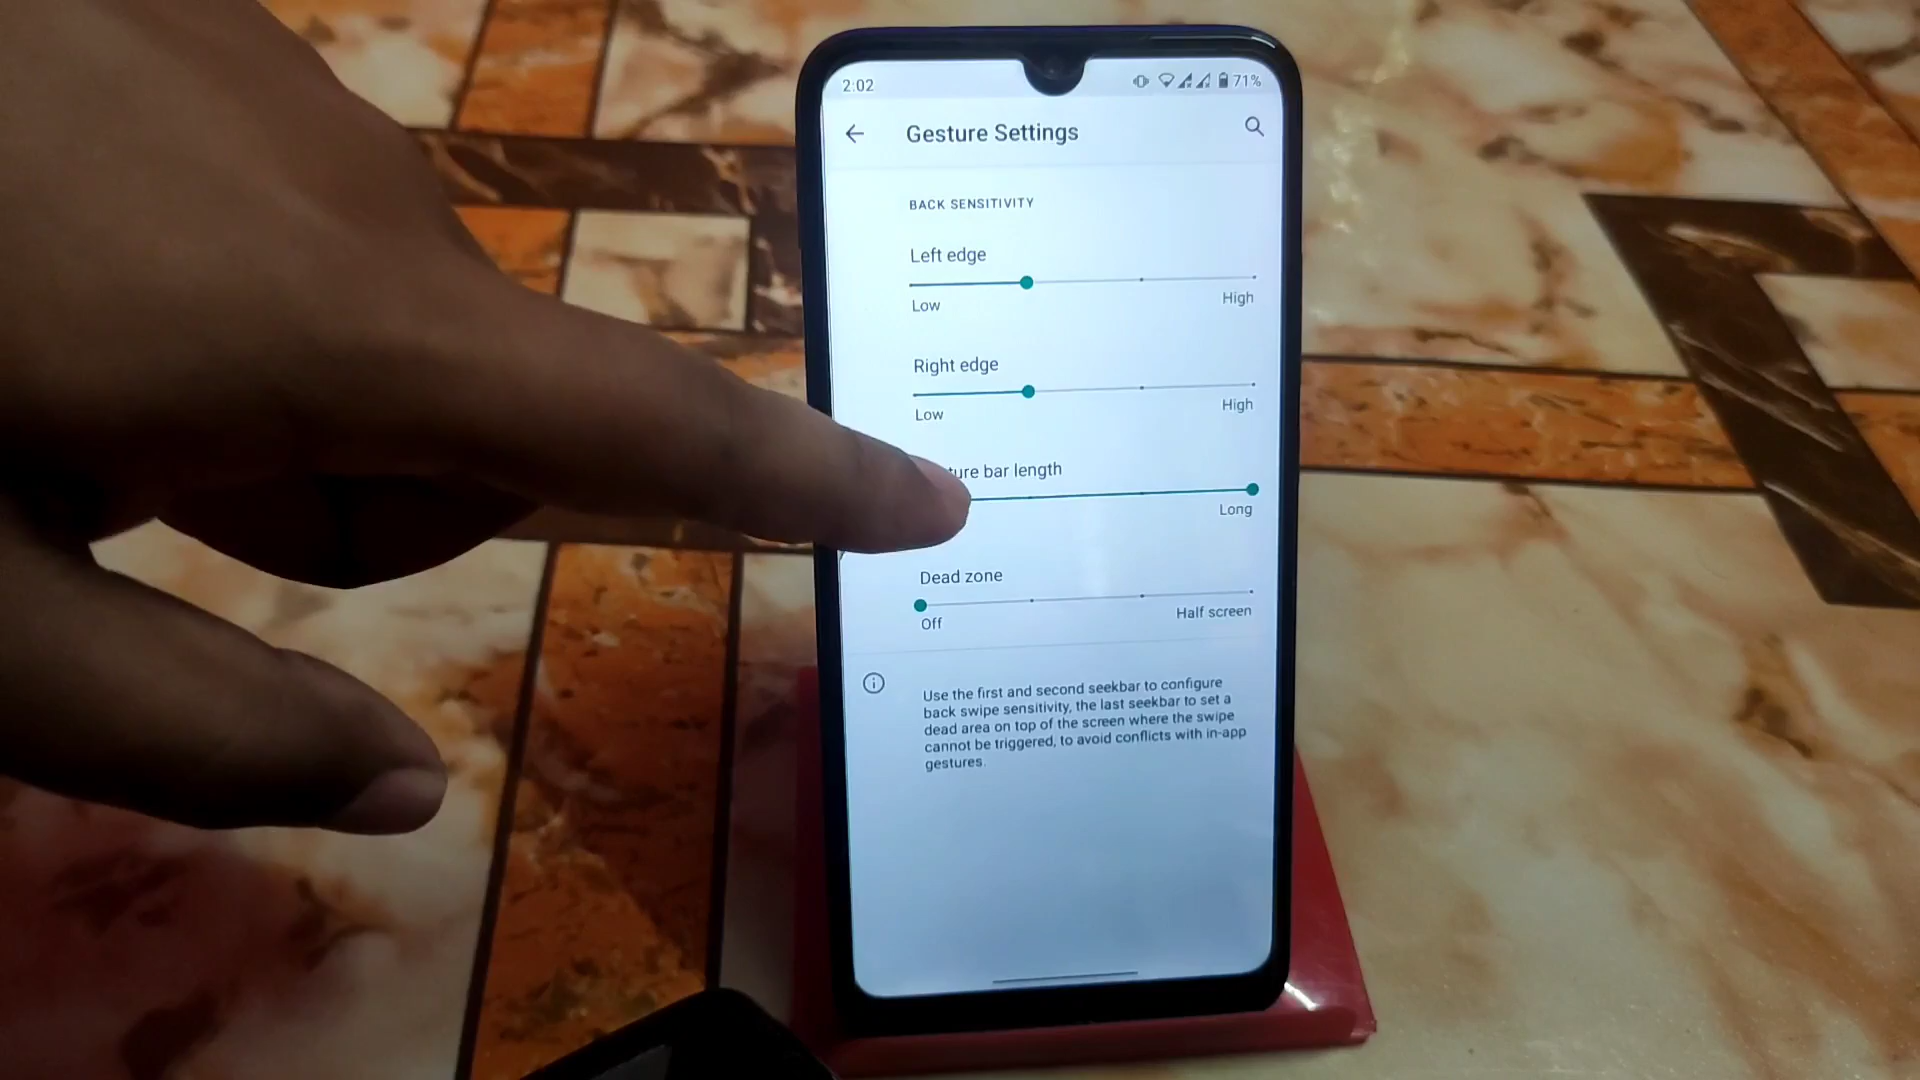 2:02 71%
Gesture Settings
BACK SENSITIVITY
Left edge
Low High
Right edge
Low High
ture bar length
Long
Dead zone
Off Half screen
Use the first and second seekbar to configure
back swipe sensitivity, the last seekbar to set a
dead area on top of the screen where the swipe
cannot be triggered, to avoid conflicts with in-app
gestures.